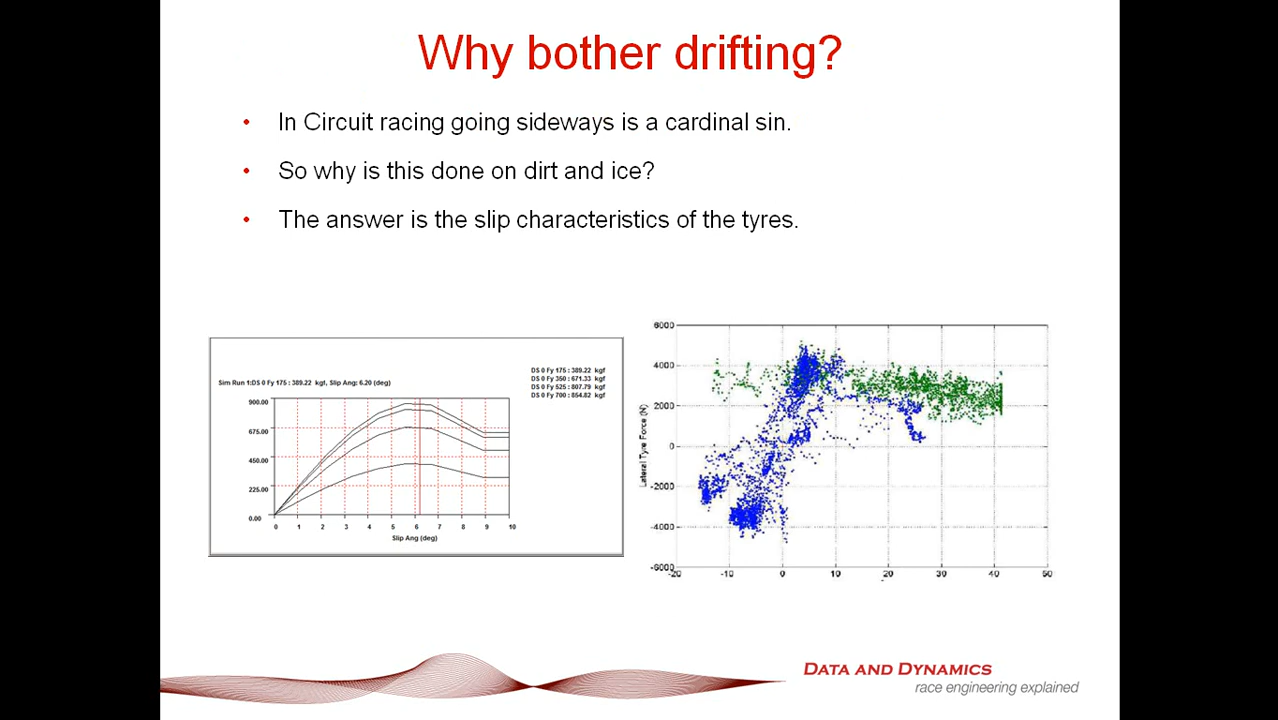 Why bother drifting?
• In Circuit racing going sideways is a cardinal sin.
• So why is this done on dirt and ice?
• The answer is the slip characteristics of the tyres.
Sim Run 1:DS 0 Fy 175 : 389.22 kgf, Slip Ang: 6.20 (deg)
DS 0 Fy 175 : 389.22 kgf
DS 0 Fy 350 : 671.33 kgf
DS 0 Fy 525 : 807.79 kgf
DS 0 Fy 700 : 854.82 kgf
900.00
675.00
450.00
225.00
0.00
0 1 2 3 4 5 6 7 8 9 10
Slip Ang (deg)
Lateral Tyre Force (N)
6000
4000
2000
0
-2000
-4000
-6000
-20 -10 0 10 20 30 40 50
DATA AND DYNAMICS
race engineering explained